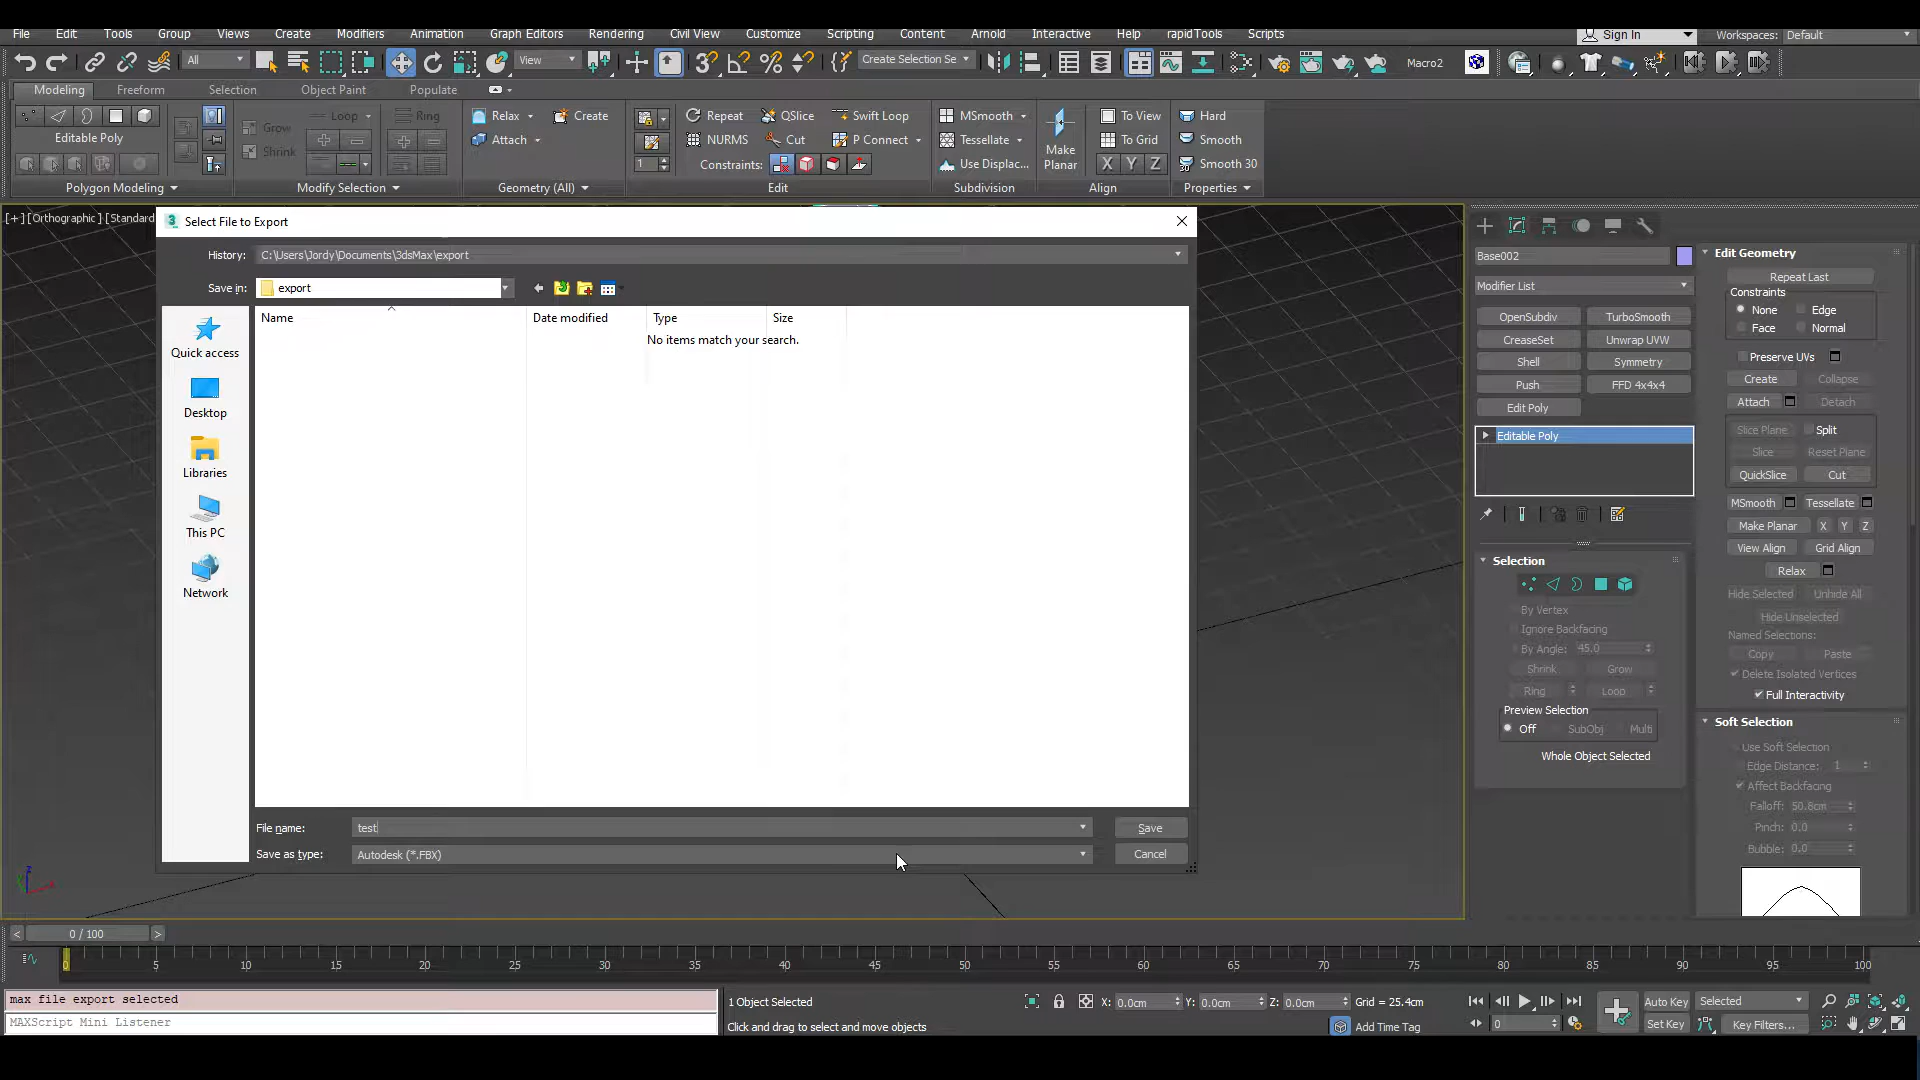 File Edit Tools Group Views Create Modifiers Animation Graph Editors Rendering Civil View Customize Scripting Content Arnold Interactive Help rapidTools Scripts Sign In Workspaces: Default
All View Create Selection Se Macro2
Modeling Freeform Selection Object Paint Populate
Loop Ring Relax Create Repeat QSlice Swift Loop MSmooth To View Hard
Editable Poly Grow Attach NURMS Cut P Connect Tessellate Make Planar To Grid Smooth
Shrink 1 Constraints: Use Displac... X Y Z Smooth 30
Polygon Modeling Modify Selection Geometry (All) Edit Subdivision Align Properties
[+] [Orthographic] [Standard
Select File to Export
History: C:\Users\Jordy\Documents\3dsMax\export
Save in: export
Name Date modified Type Size
No items match your search.
Quick access
Desktop
Libraries
This PC
Network
File name: test Save
Save as type: Autodesk (*.FBX) Cancel
Base002
Modifier List
OpenSubdiv TurboSmooth
CreaseSet Unwrap UVW
Shell Symmetry
Push FFD 4x4x4
Edit Poly
Editable Poly
Selection
By Vertex
Ignore Backfacing
By Angle: 45.0
Shrink Grow
Ring Loop
Preview Selection
Off SubObj Multi
Whole Object Selected
Edit Geometry
Repeat Last
Constraints
None Edge
Face Normal
Preserve UVs
Create Collapse
Attach Detach
Slice Plane Split
Slice Reset Plane
QuickSlice Cut
MSmooth Tessellate
Make Planar X Y Z
View Align Grid Align
Relax
Hide Selected Unhide All
Hide Unselected
Named Selections:
Copy Paste
Delete Isolated Vertices
Full Interactivity
Soft Selection
Use Soft Selection
Edge Distance: 1
Affect Backfacing
Falloff: 50.8cm
Pinch: 0.0
Bubble: 0.0
< 0 / 100 >
0 5 10 15 20 25 30 35 40 45 50 55 60 65 70 75 80 85 90 95 100
max file export selected
MAXScript Mini Listener
1 Object Selected X: 0.0cm Y: 0.0cm Z: 0.0cm Grid = 25.4cm Auto Key Selected
Click and drag to select and move objects Add Time Tag 0 Set Key Key Filters...